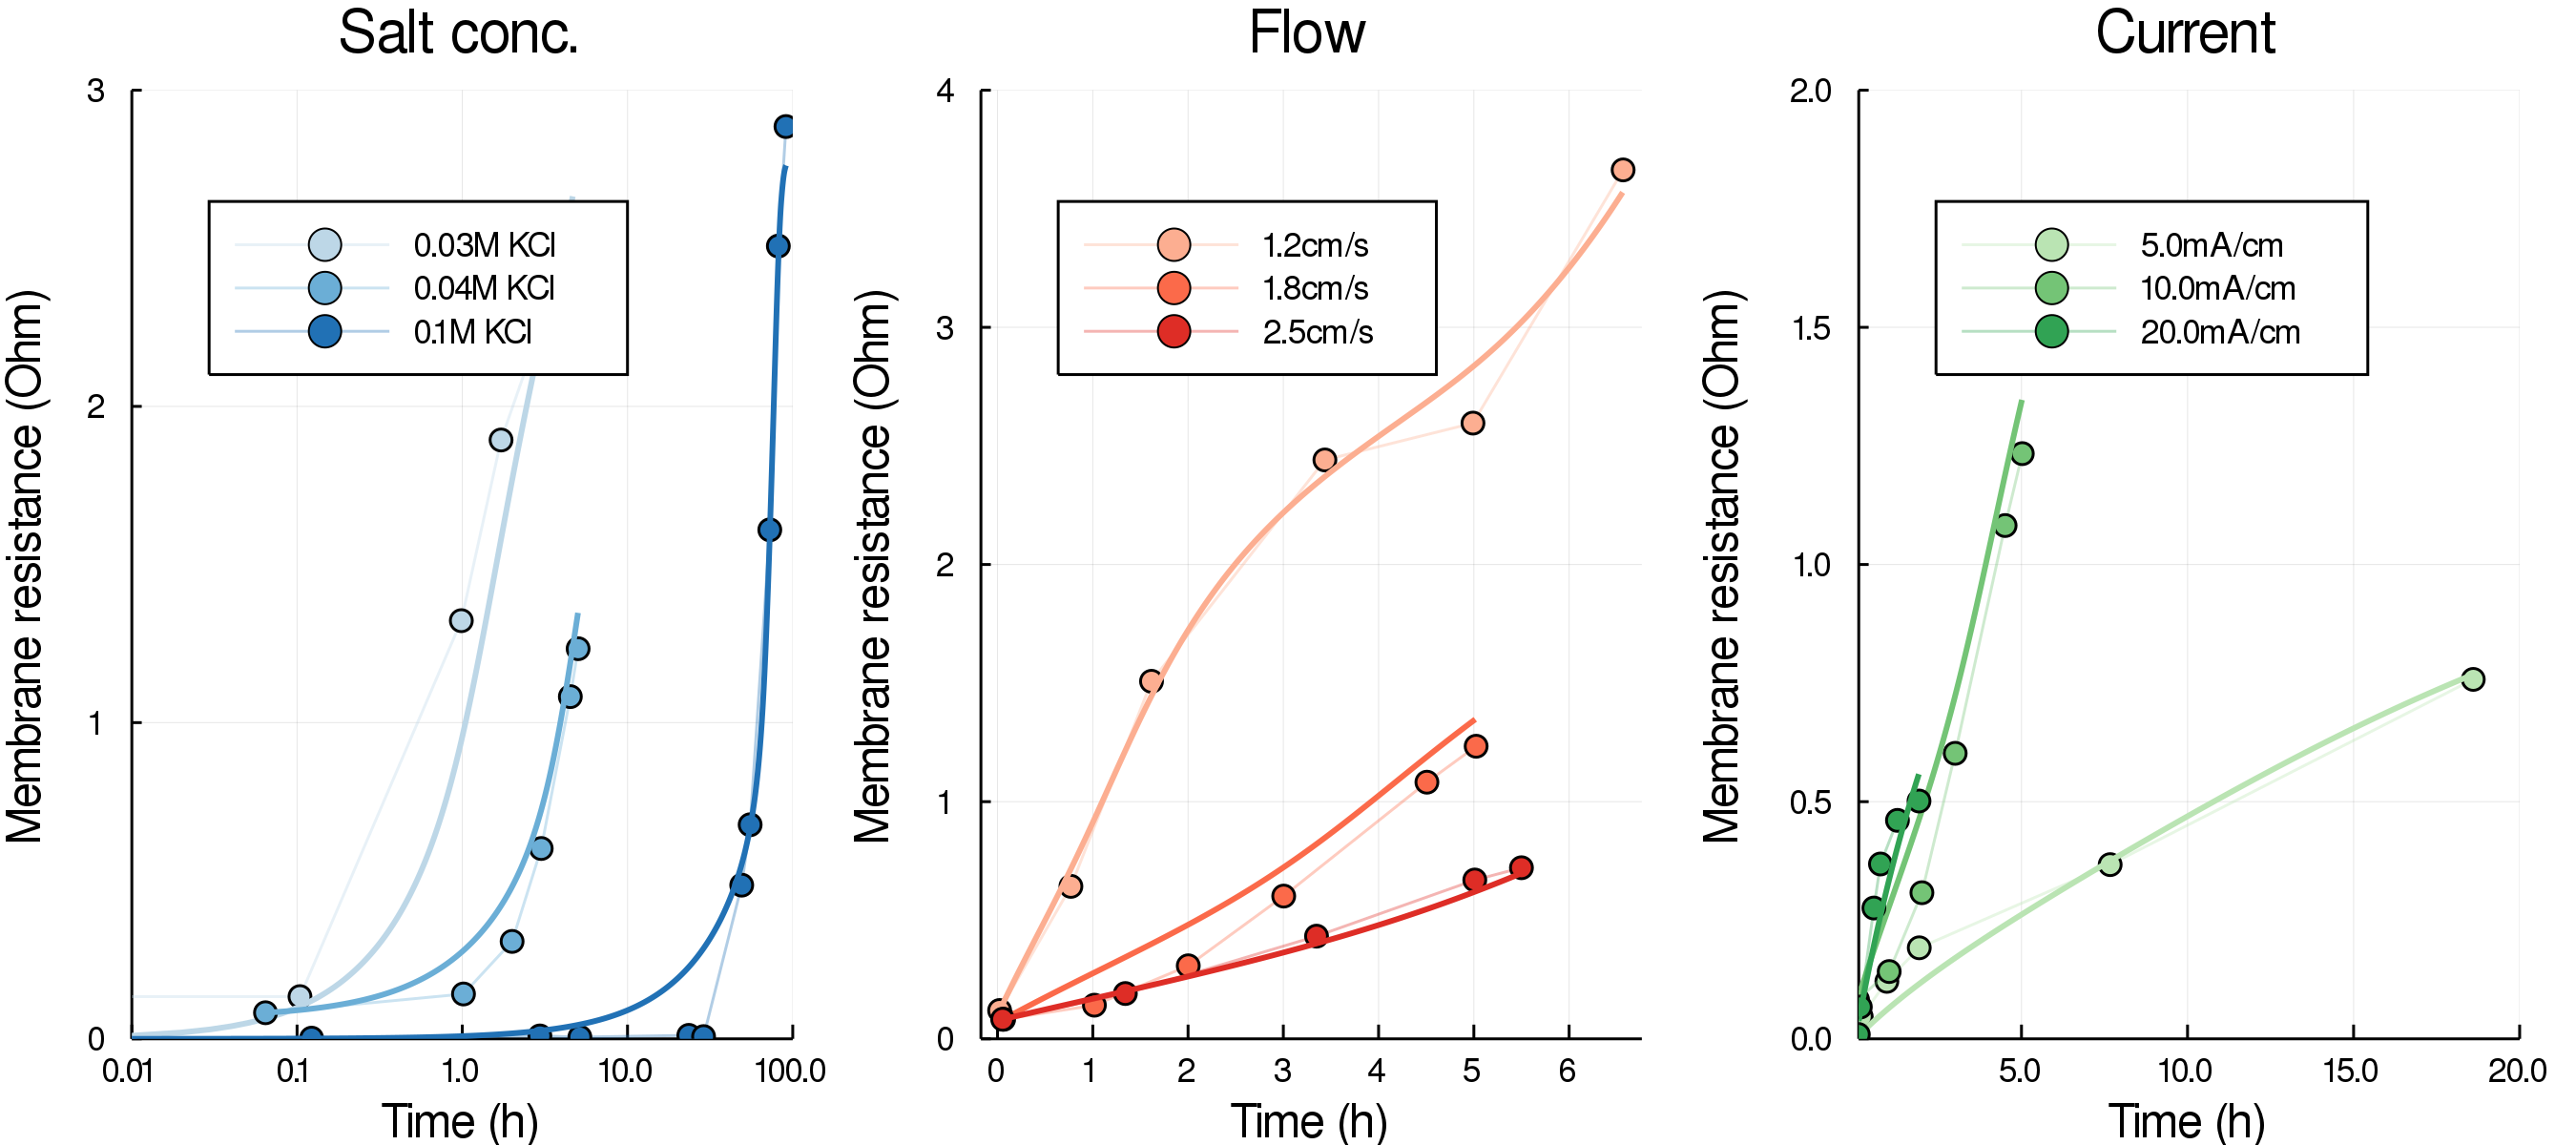 Salt conc.
Membrane resistance (Ohm)
3
2
1
0
0.03M KCl
0.04M KCl
0.1M KCl
0.01
0.1
1.0
10.0
100.0
Time (h)
Flow
Membrane resistance (Ohm)
4
3
2
1
0
1.2cm/s
1.8cm/s
2.5cm/s
0
1
2
3
4
5
6
Time (h)
Current
Membrane resistance (Ohm)
2.0
1.5
1.0
0.5
0.0
5.0mA/cm
10.0mA/cm
20.0mA/cm
5.0
10.0
15.0
20.0
Time (h)